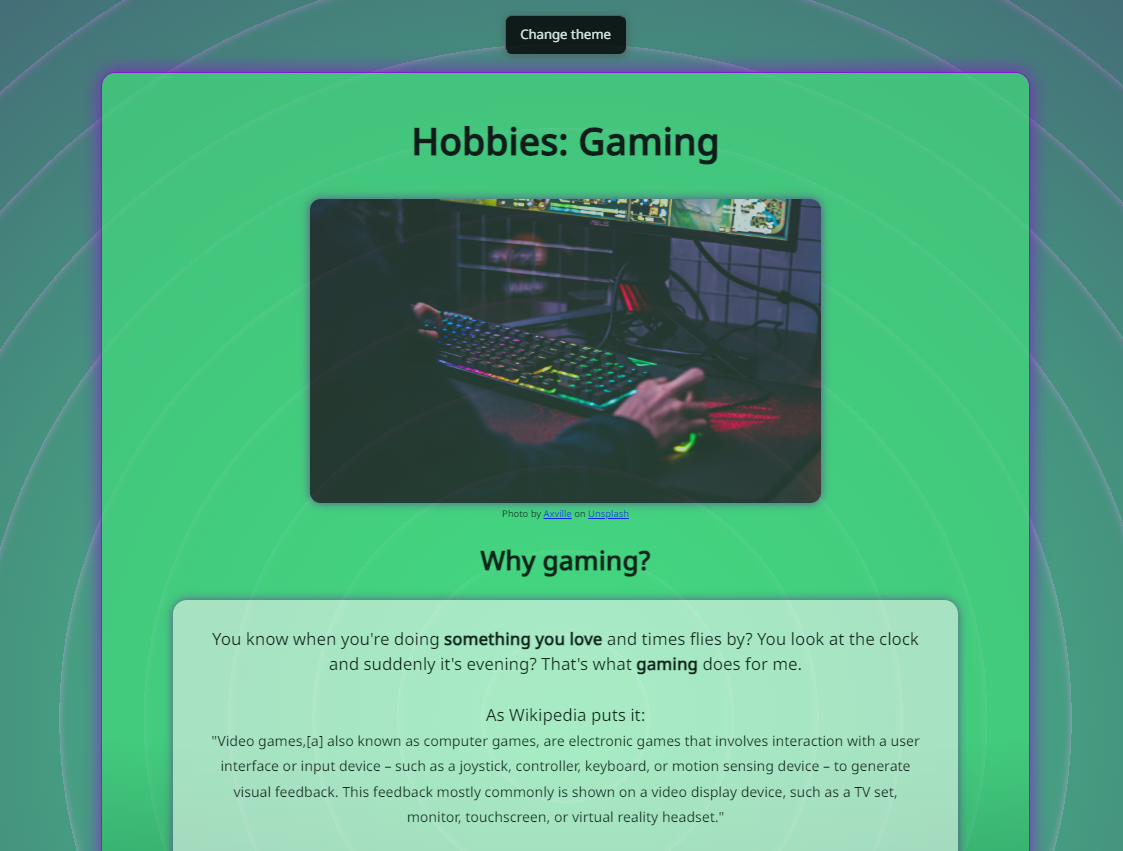 Change theme
Hobbies: Gaming
Photo by Axville on Unsplash
Why gaming?
You know when you're doing something you love and times flies by? You look at the clock
and suddenly it's evening? That's what gaming does for me.
As Wikipedia puts it:
"Video games,[a] also known as computer games, are electronic games that involves interaction with a user
interface or input device – such as a joystick, controller, keyboard, or motion sensing device – to generate
visual feedback. This feedback mostly commonly is shown on a video display device, such as a TV set,
monitor, touchscreen, or virtual reality headset."